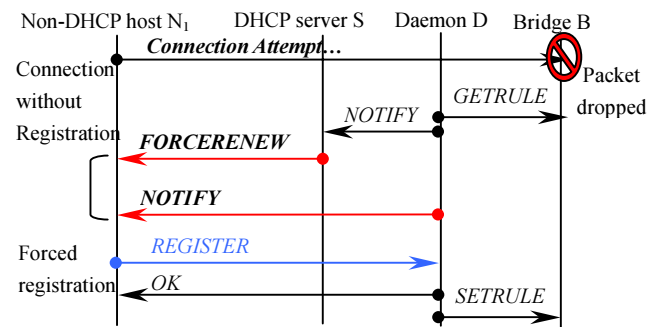 Non-DHCP host N₁ DHCP server S Daemon D Bridge B
Connection Attempt…
Connection
without
Registration
Packet
dropped
GETRULE
NOTIFY
FORCERENEW
NOTIFY
Forced
registration
REGISTER
OK
SETRULE